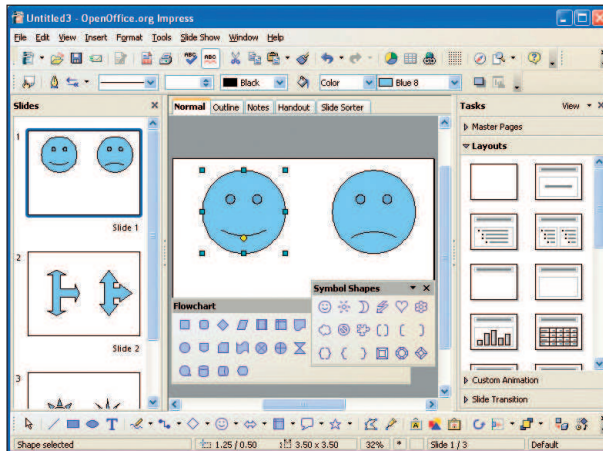 Untitled3 - OpenOffice.org Impress
File Edit View Insert Format Tools Slide Show Window Help
Black Color Blue 8
Slides
Normal Outline Notes Handout Slide Sorter
Tasks View
Master Pages
Layouts
1
Slide 1
2
Slide 2
3
Symbol Shapes
Flowchart
Custom Animation
Slide Transition
Shape selected 1.25 / 0.50 3.50 x 3.50 32% * Slide 1 / 3 Default